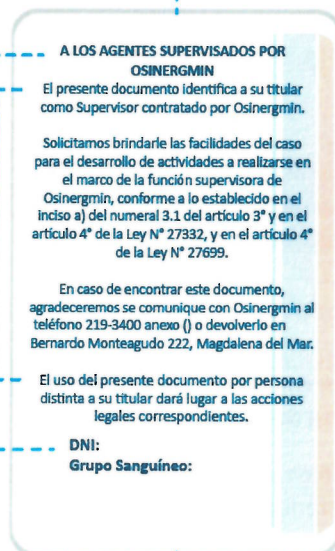 A LOS AGENTES SUPERVISADOS POR
OSINERGMIN
El presente documento identifica a su titular
como Supervisor contratado por Osinergmin.
Solicitamos brindarle las facilidades del caso
para el desarrollo de actividades a realizarse en
el marco de la función supervisora de
Osinergmin, conforme a lo establecido en el
inciso a) del numeral 3.1 del artículo 3° y en el
artículo 4° de la Ley N° 27332, y en el artículo 4°
de la Ley N° 27699.
En caso de encontrar este documento,
agradeceremos se comunique con Osinergmin al
teléfono 219-3400 anexo () o devolverlo en
Bernardo Monteagudo 222, Magdalena del Mar.
El uso del presente documento por persona
distinta a su titular dará lugar a las acciones
legales correspondientes.
DNI:
Grupo Sanguíneo: